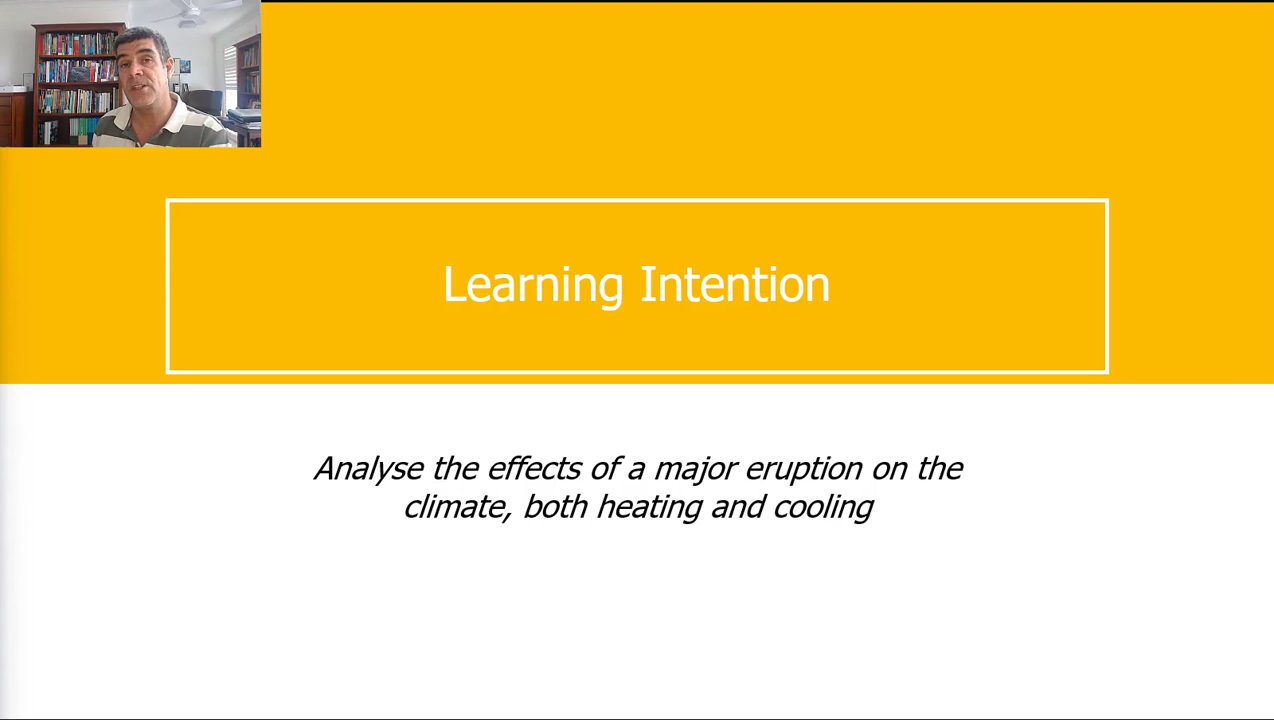 Learning Intention
Analyse the effects of a major eruption on the
climate, both heating and cooling